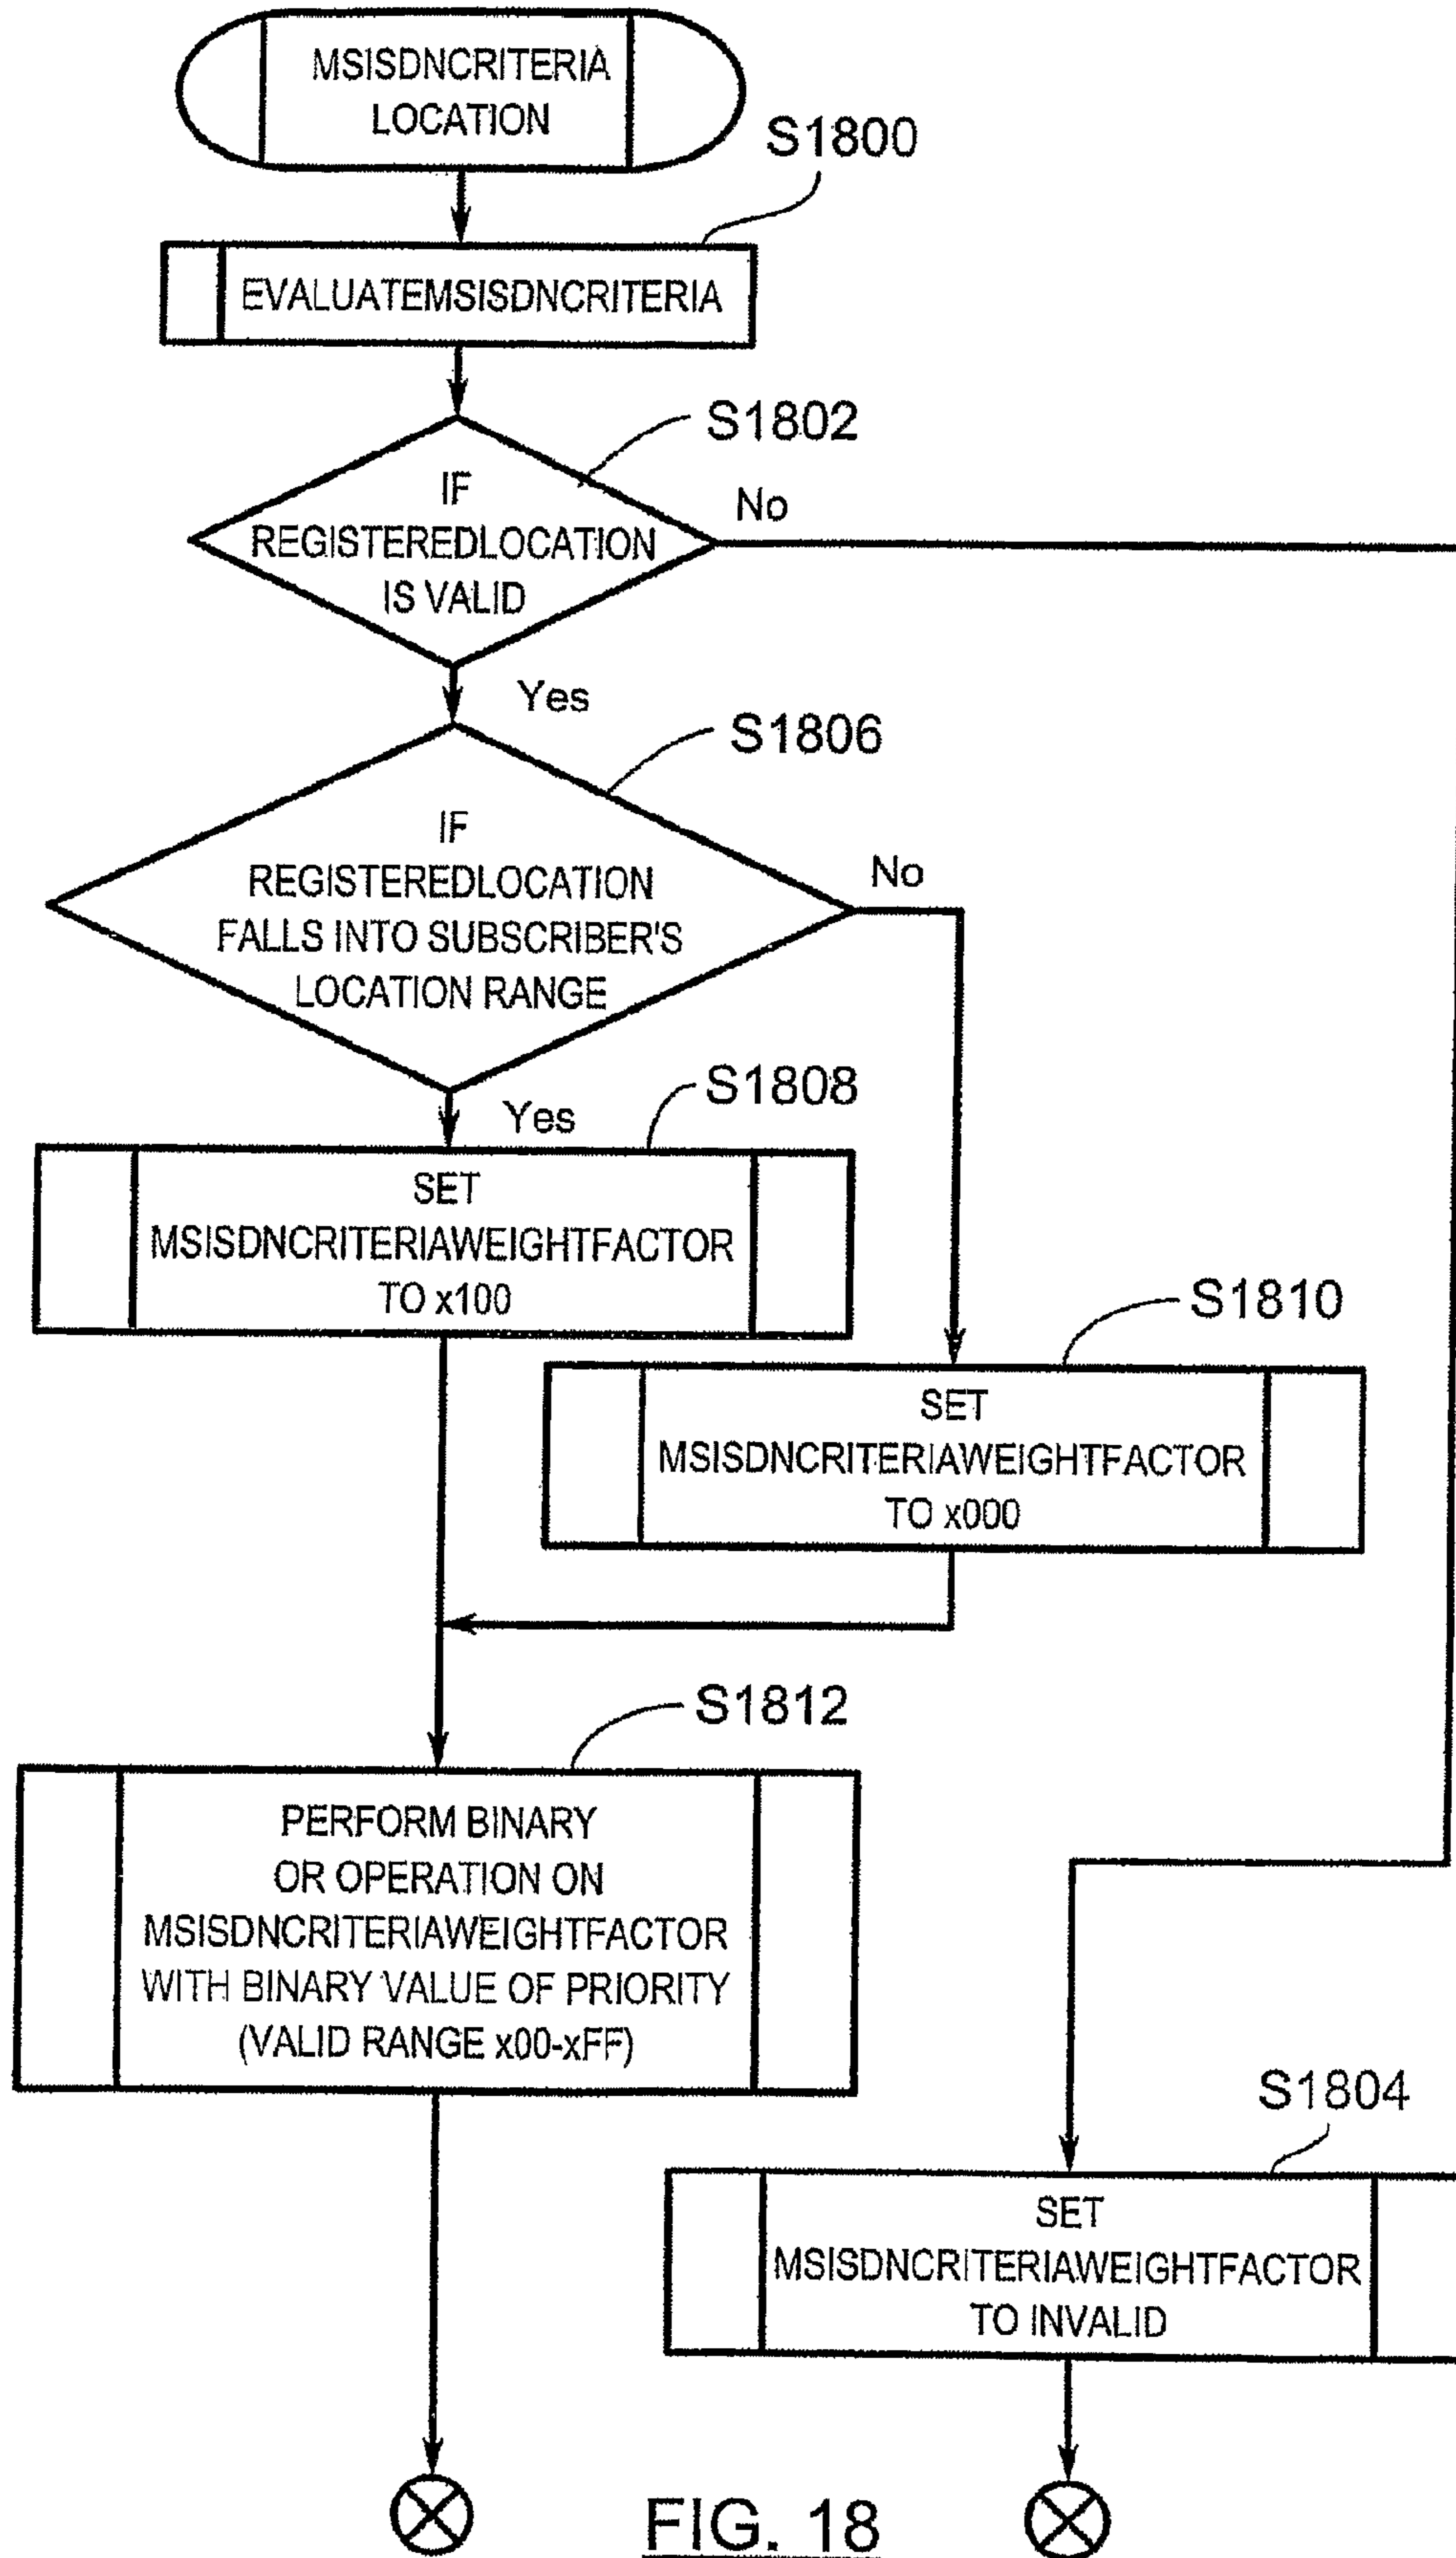 MSISDNCRITERIA
LOCATION
S1800
EVALUATEMSISDNCRITERIA
S1802
IF
REGISTEREDLOCATION
IS VALID
No
Yes
S1806
IF
REGISTEREDLOCATION
FALLS INTO SUBSCRIBER'S
LOCATION RANGE
No
Yes
S1808
SET
MSISDNCRITERIAWEIGHTFACTOR
TO x100
S1810
SET
MSISDNCRITERIAWEIGHTFACTOR
TO x000
S1812
PERFORM BINARY
OR OPERATION ON
MSISDNCRITERIAWEIGHTFACTOR
WITH BINARY VALUE OF PRIORITY
(VALID RANGE x00-xFF)
S1804
SET
MSISDNCRITERIAWEIGHTFACTOR
TO INVALID
FIG. 18